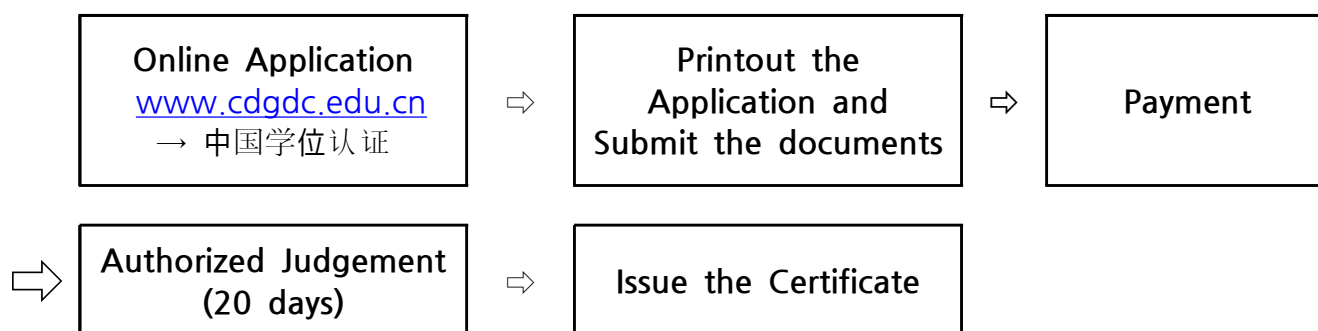 Online Application
www.cdgdc.edu.cn
→ 中国学位认证
⇨
Printout the
Application and
Submit the documents
⇨
Payment
⇨
Authorized Judgement
(20 days)
⇨
Issue the Certificate